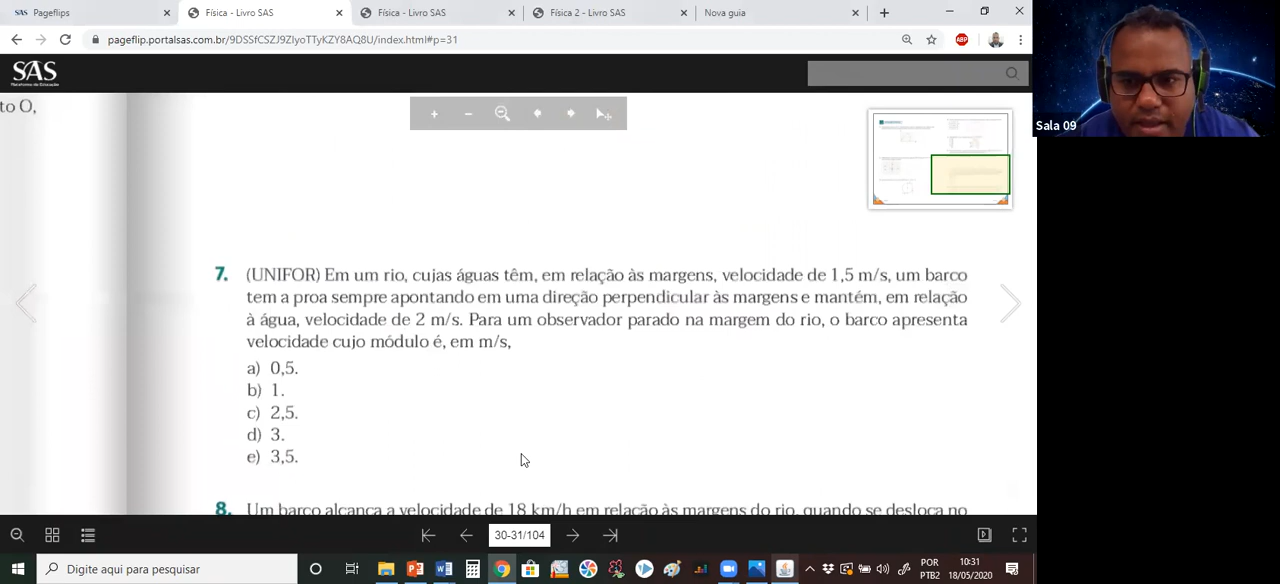 Pageflips
Física - Livro SAS
Física - Livro SAS
Física 2 - Livro SAS
Nova guia
pageflip.portalsas.com.br/9DSSfCSZJ9ZIyoTTyKZY8AQ8U/index.html#p=31
ABP
SAS
Plataforma de Educação
Sala 09
to O,
7. (UNIFOR) Em um rio, cujas águas têm, em relação às margens, velocidade de 1,5 m/s, um barco
tem a proa sempre apontando em uma direção perpendicular às margens e mantém, em relação
à água, velocidade de 2 m/s. Para um observador parado na margem do rio, o barco apresenta
velocidade cujo módulo é, em m/s,
a) 0,5.
b) 1.
c) 2,5.
d) 3.
e) 3,5.
8. Um barco alcança a velocidade de 18 km/h em relação às margens do rio, quando se desloca no
30-31/104
Digite aqui para pesquisar
POR
PTB2
10:31
18/05/2020